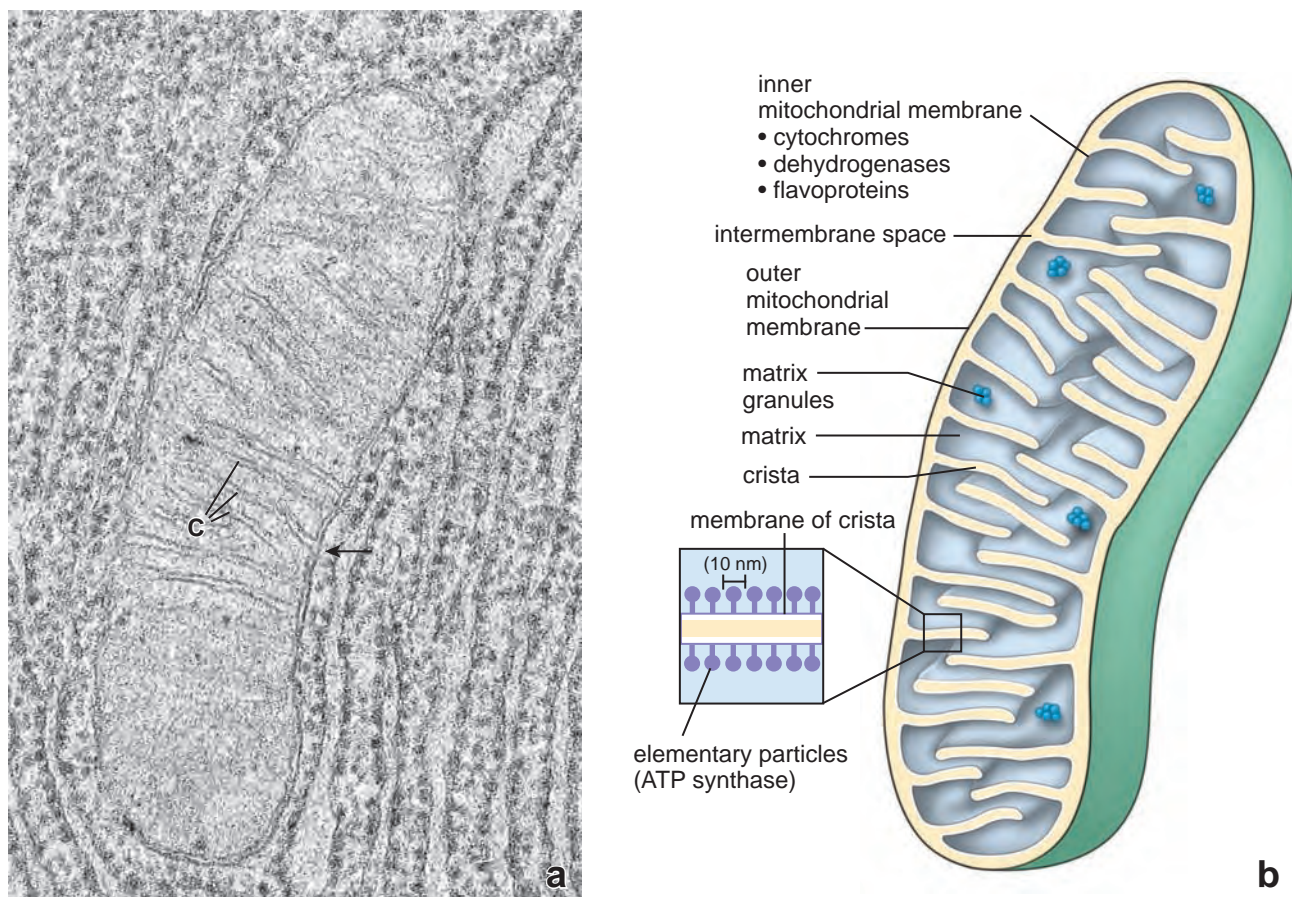 C
a
inner
mitochondrial membrane
• cytochromes
• dehydrogenases
• flavoproteins
intermembrane space
outer
mitochondrial
membrane
matrix
granules
matrix
crista
membrane of crista
(10 nm)
elementary particles
(ATP synthase)
b